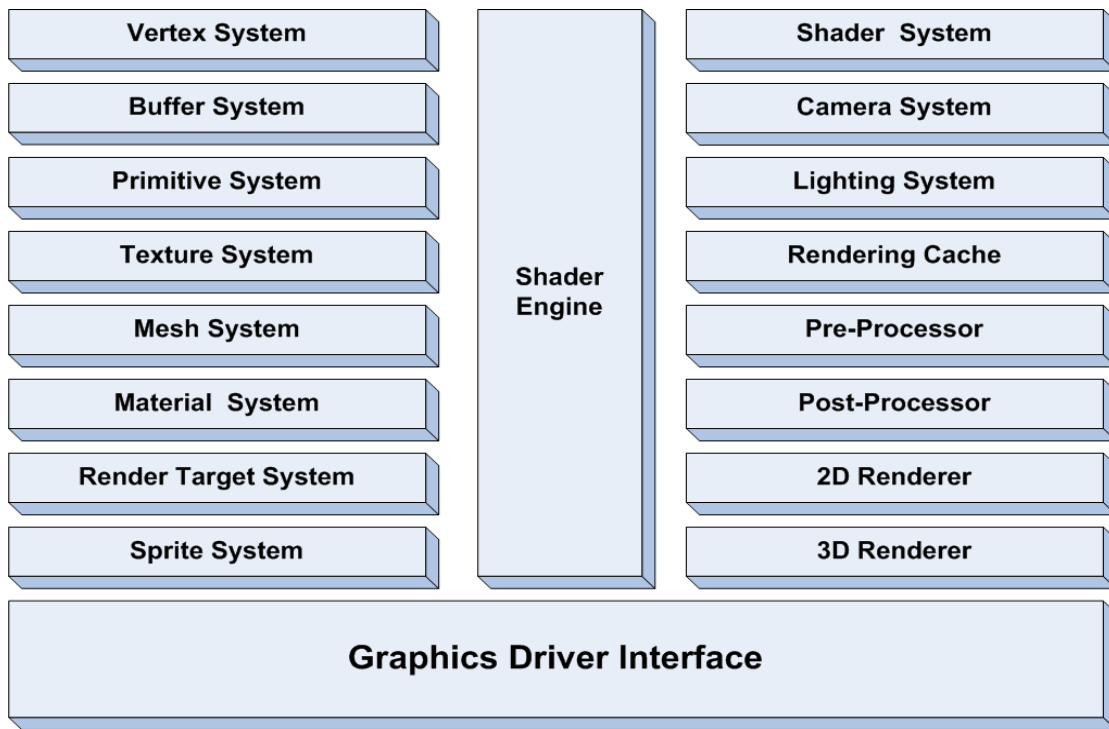 Vertex System
Buffer System
Primitive System
Texture System
Mesh System
Material System
Render Target System
Sprite System
Shader
Engine
Shader System
Camera System
Lighting System
Rendering Cache
Pre-Processor
Post-Processor
2D Renderer
3D Renderer
Graphics Driver Interface